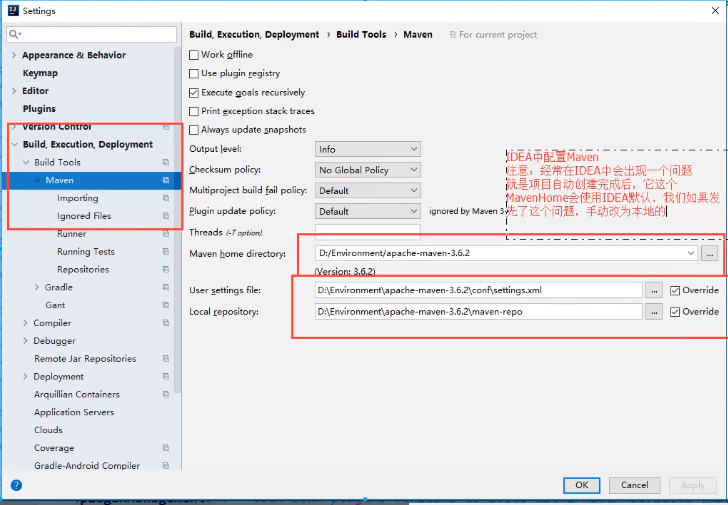 Settings
Build, Execution, Deployment › Build Tools › Maven For current project
Appearance & Behavior
Keymap
Editor
Plugins
Version Control
Build, Execution, Deployment
Build Tools
Maven
Importing
Ignored Files
Runner
Running Tests
Repositories
Gradle
Gant
Compiler
Debugger
Remote Jar Repositories
Deployment
Arquillian Containers
Application Servers
Clouds
Coverage
Gradle-Android Compiler
Work offline
Use plugin registry
Execute goals recursively
Print exception stack traces
Always update snapshots
Output level: Info
Checksum policy: No Global Policy
Multiproject build fail policy: Default
Plugin update policy: Default ignored by Maven 3
Threads (-T option)
Maven home directory: D:/Environment/apache-maven-3.6.2 ...
(Version: 3.6.2)
User settings file: D:\Environment\apache-maven-3.6.2\conf\settings.xml ... Override
Local repository: D:\Environment\apache-maven-3.6.2\maven-repo ... Override
IDEA中配置Maven
注意：经常在IDEA中会出现一个问题
就是项目自动创建完成后，它这个
MavenHome会使用IDEA默认，我们如果发
先了这个问题，手动改为本地的
?
OK Cancel Apply